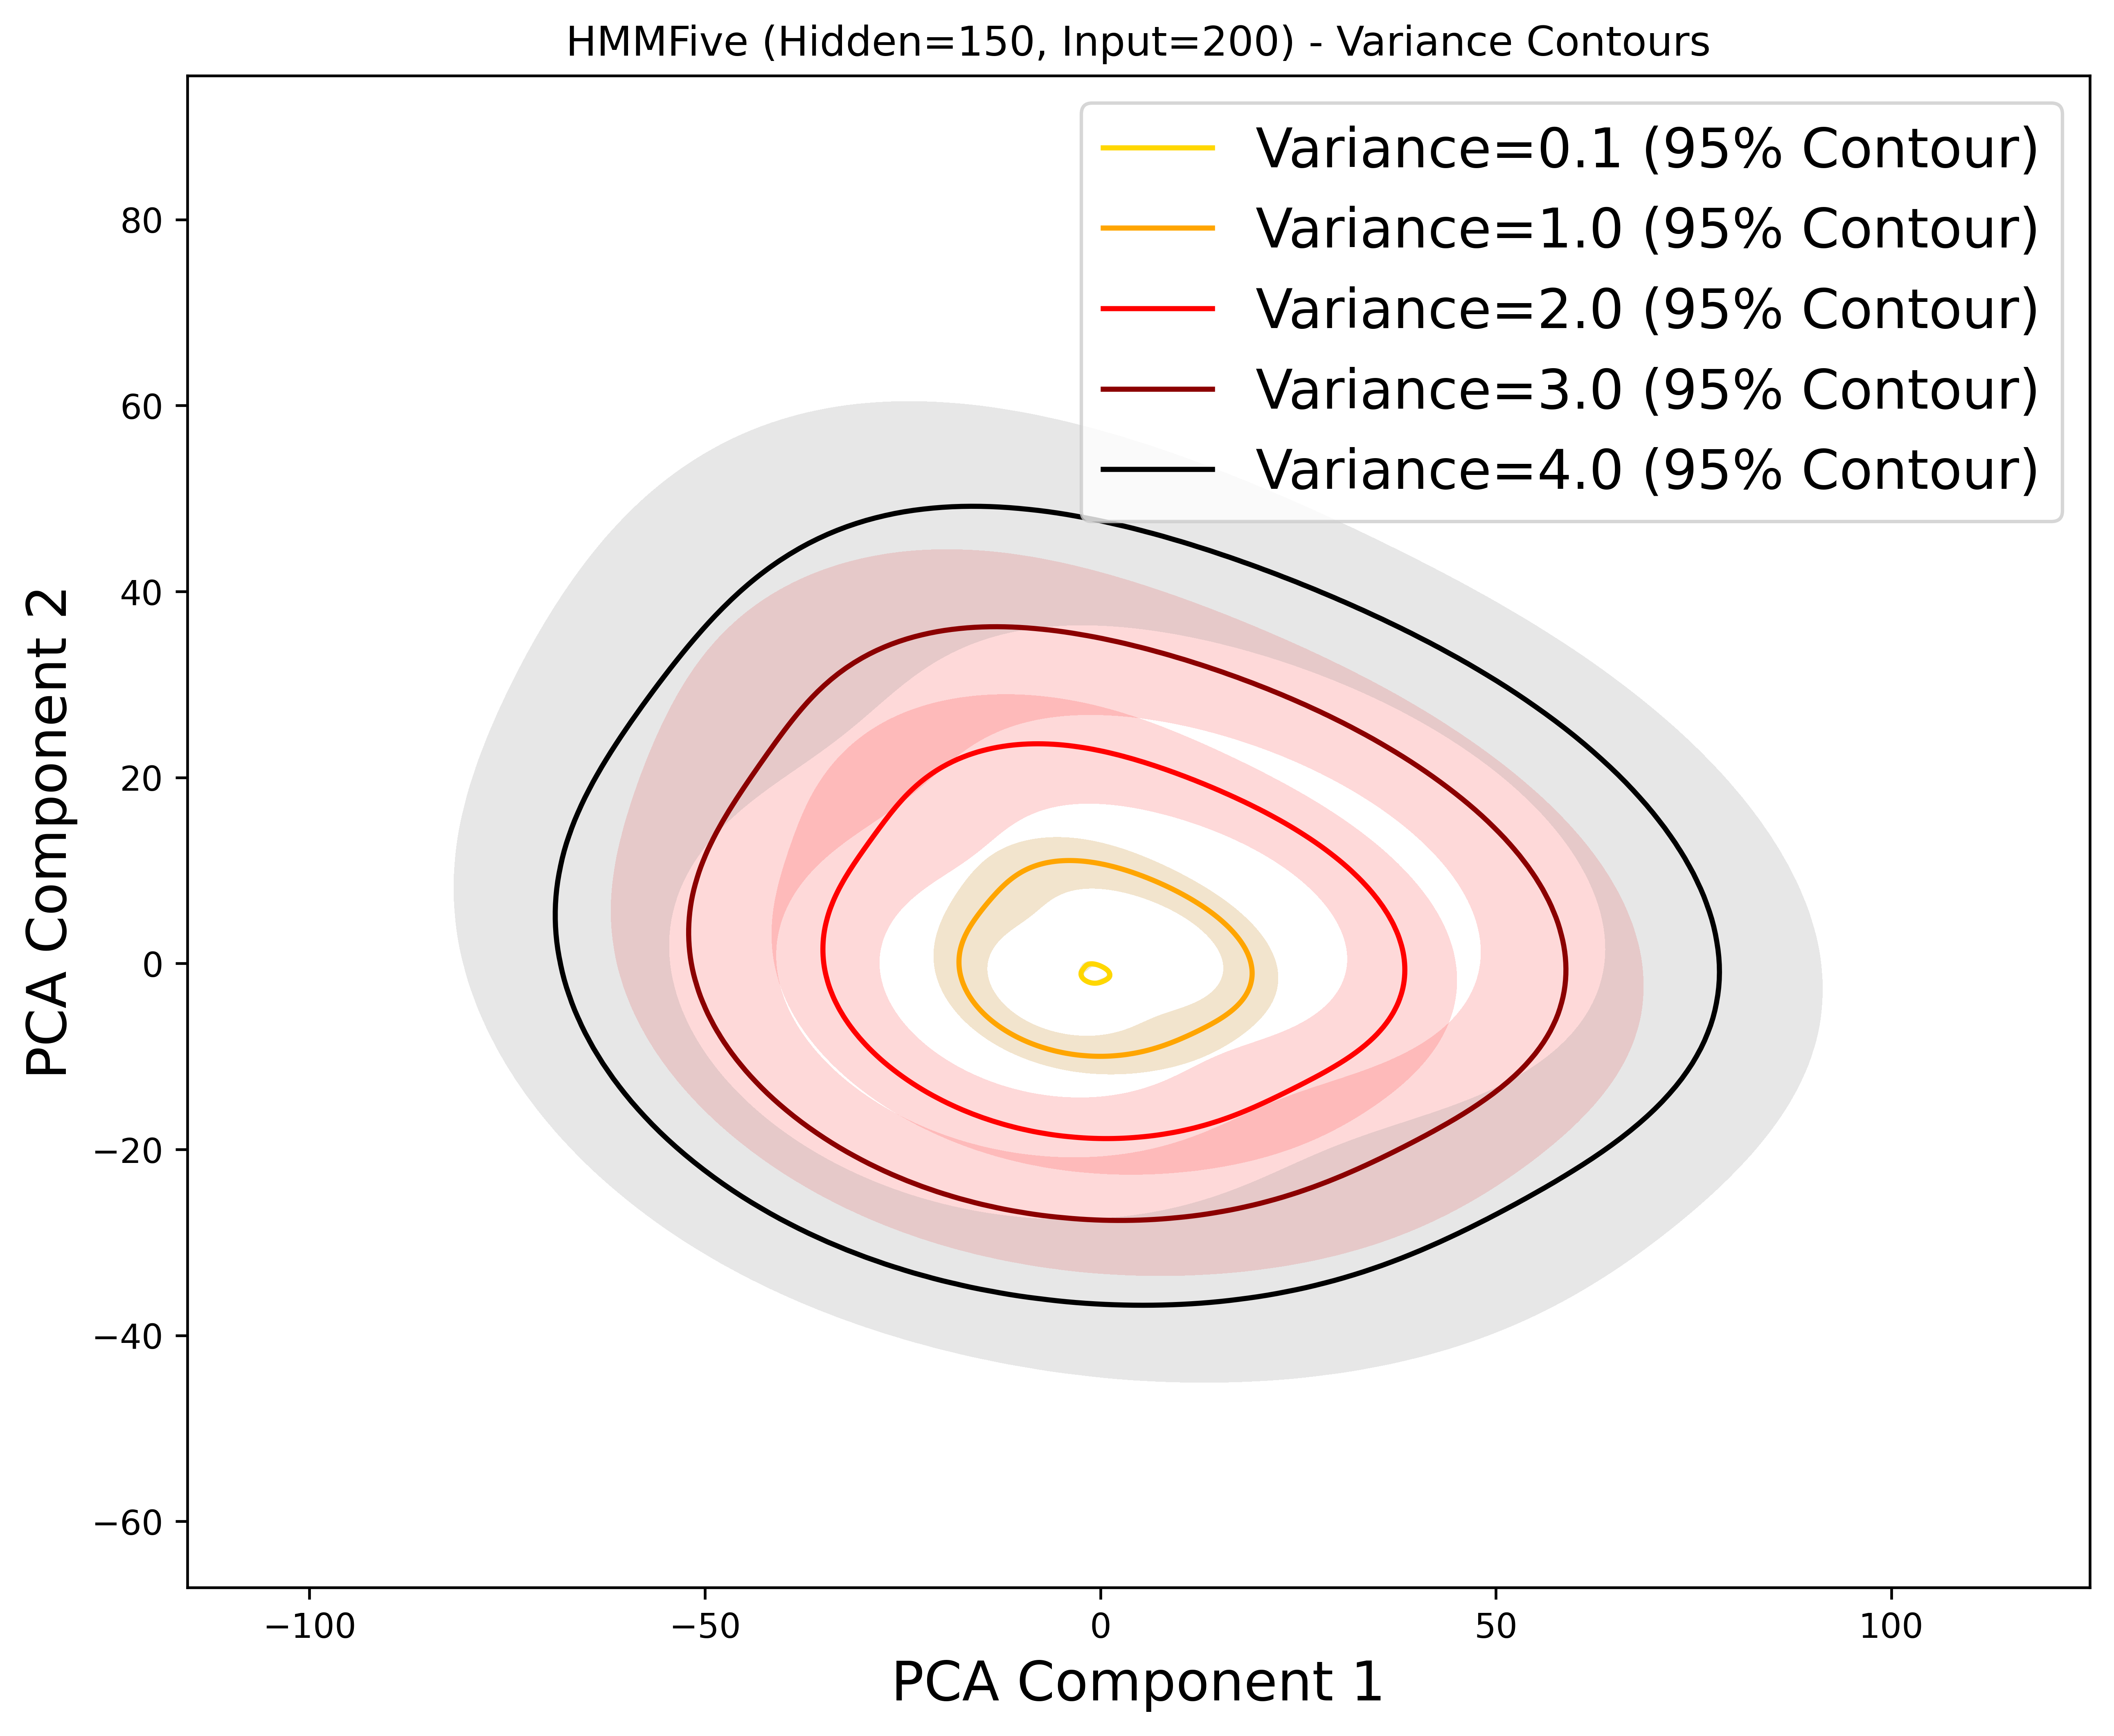 HMMFive (Hidden=150, Input=200) - Variance Contours
Variance=0.1 (95% Contour)
Variance=1.0 (95% Contour)
Variance=2.0 (95% Contour)
Variance=3.0 (95% Contour)
Variance=4.0 (95% Contour)
PCA Component 2
80
60
40
20
0
−20
−40
−60
−100
−50
0
50
100
PCA Component 1